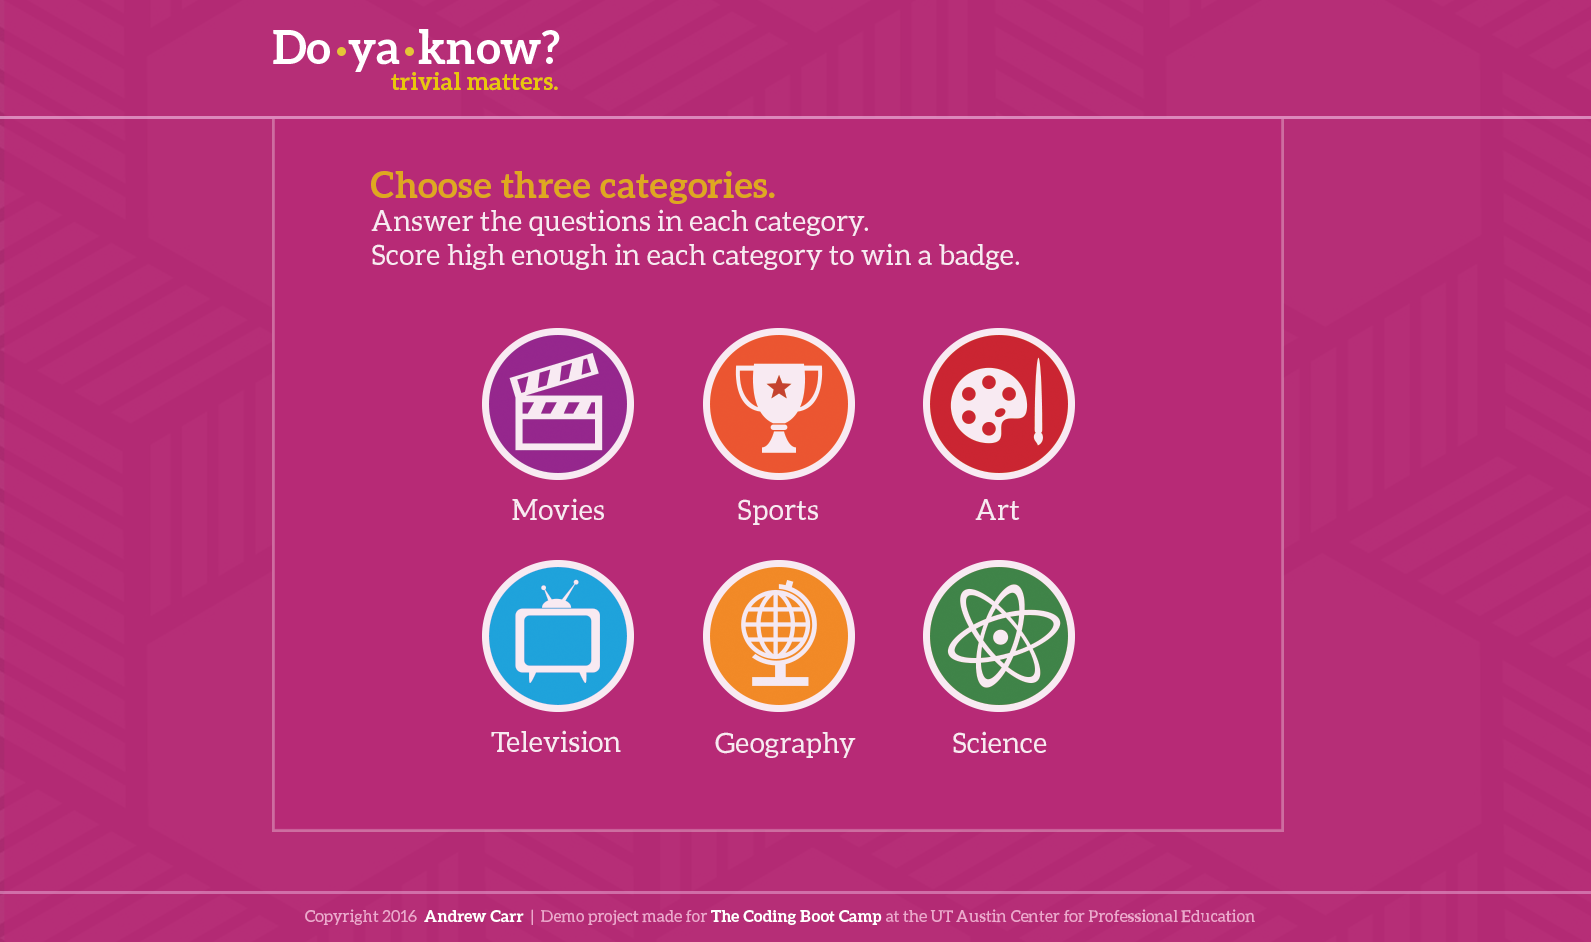 Do·ya·know?
trivial matters.
Choose three categories.
Answer the questions in each category.
Score high enough in each category to win a badge.
Movies
Sports
Art
Television
Geography
Science
Copyright 2016 Andrew Carr | Demo project made for The Coding Boot Camp at the UT Austin Center for Professional Education